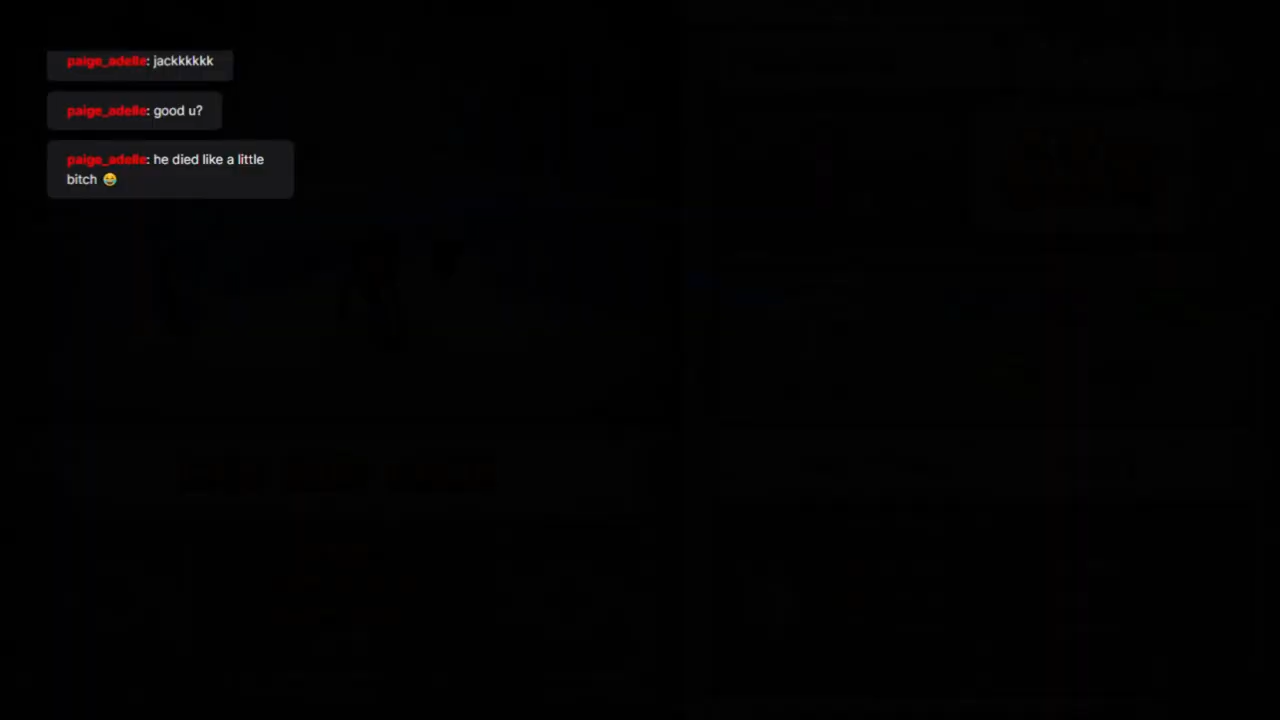 paige_adelle: jackkkkkk
paige_adelle: good u?
paige_adelle: he died like a little
bitch 😂